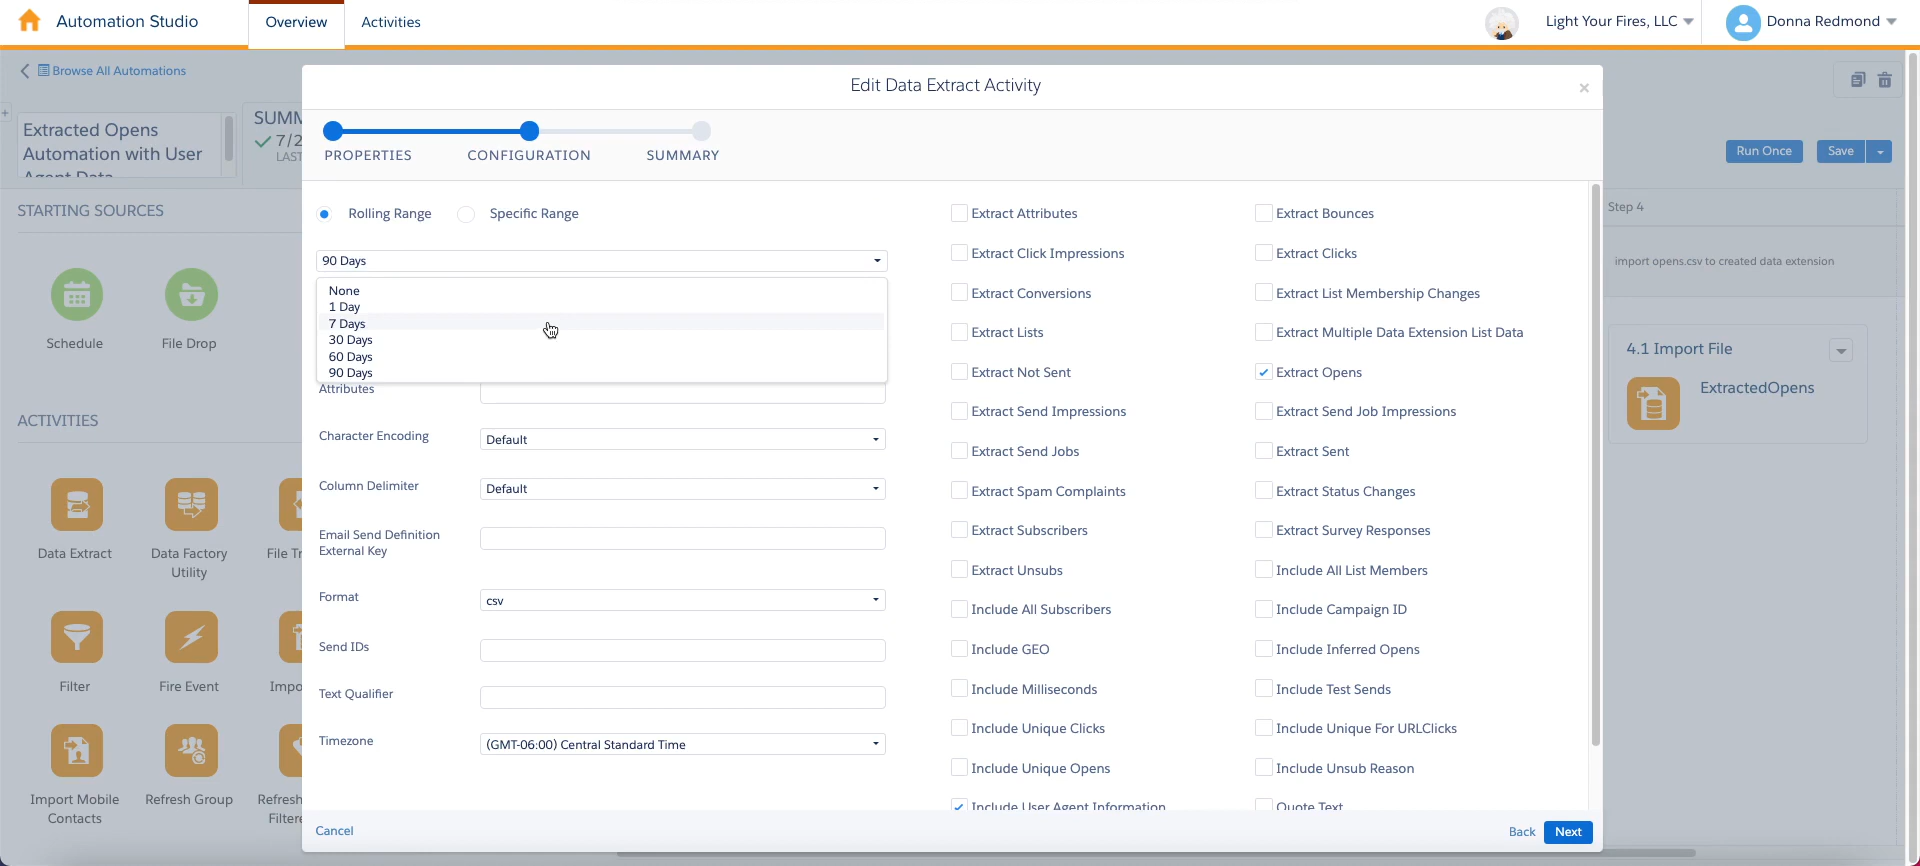 Automation Studio
Overview
Activities
Light Your Fires, LLC
Donna Redmond
Browse All Automations
Extracted Opens
Automation with User
Agent Data
SUMM
7/2
LAST
Run Once
Save
STARTING SOURCES
Schedule
File Drop
ACTIVITIES
Data Extract
Data Factory
Utility
File Tr
Filter
Fire Event
Impo
Import Mobile
Contacts
Refresh Group
Refresh
Filtere
Edit Data Extract Activity
×
PROPERTIES
CONFIGURATION
SUMMARY
Rolling Range
Specific Range
90 Days
None
1 Day
7 Days
30 Days
60 Days
90 Days
Attributes
Character Encoding
Default
Column Delimiter
Default
Email Send Definition
External Key
Format
csv
Send IDs
Text Qualifier
Timezone
(GMT-06:00) Central Standard Time
Extract Attributes
Extract Bounces
Extract Click Impressions
Extract Clicks
Extract Conversions
Extract List Membership Changes
Extract Lists
Extract Multiple Data Extension List Data
Extract Not Sent
Extract Opens
Extract Send Impressions
Extract Send Job Impressions
Extract Send Jobs
Extract Sent
Extract Spam Complaints
Extract Status Changes
Extract Subscribers
Extract Survey Responses
Extract Unsubs
Include All List Members
Include All Subscribers
Include Campaign ID
Include GEO
Include Inferred Opens
Include Milliseconds
Include Test Sends
Include Unique Clicks
Include Unique For URLClicks
Include Unique Opens
Include Unsub Reason
Include User Agent Information
Quote Text
Cancel
Back
Next
Step 4
import opens.csv to created data extension
4.1 Import File
ExtractedOpens